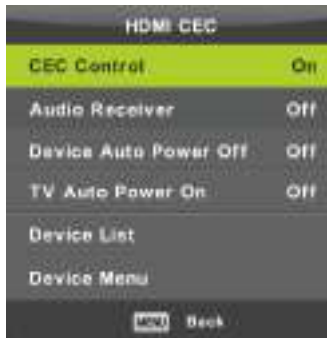 HDMI CEC
CEC Control On
Audio Receiver Off
Device Auto Power Off Off
TV Auto Power On Off
Device List
Device Menu
MENU Back